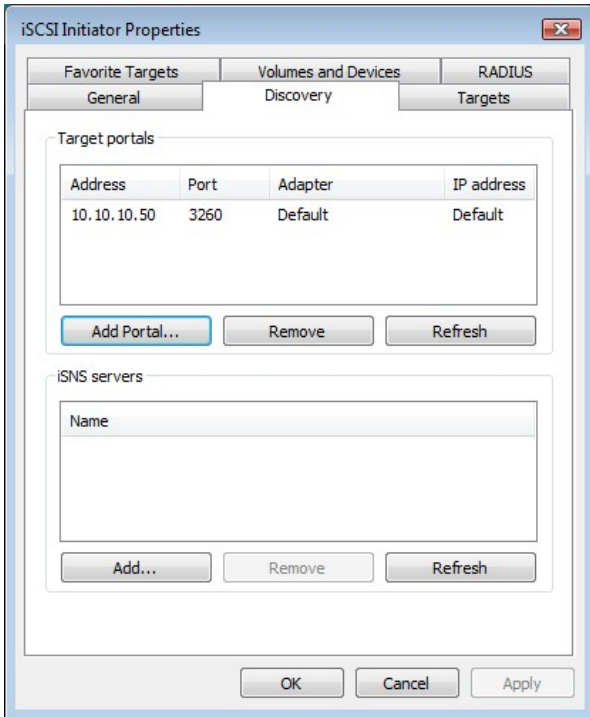 iSCSI Initiator Properties
Favorite Targets Volumes and Devices RADIUS
General Discovery Targets
Target portals
Address Port Adapter IP address
10.10.10.50 3260 Default Default
Add Portal... Remove Refresh
iSNS servers
Name
Add... Remove Refresh
OK Cancel Apply